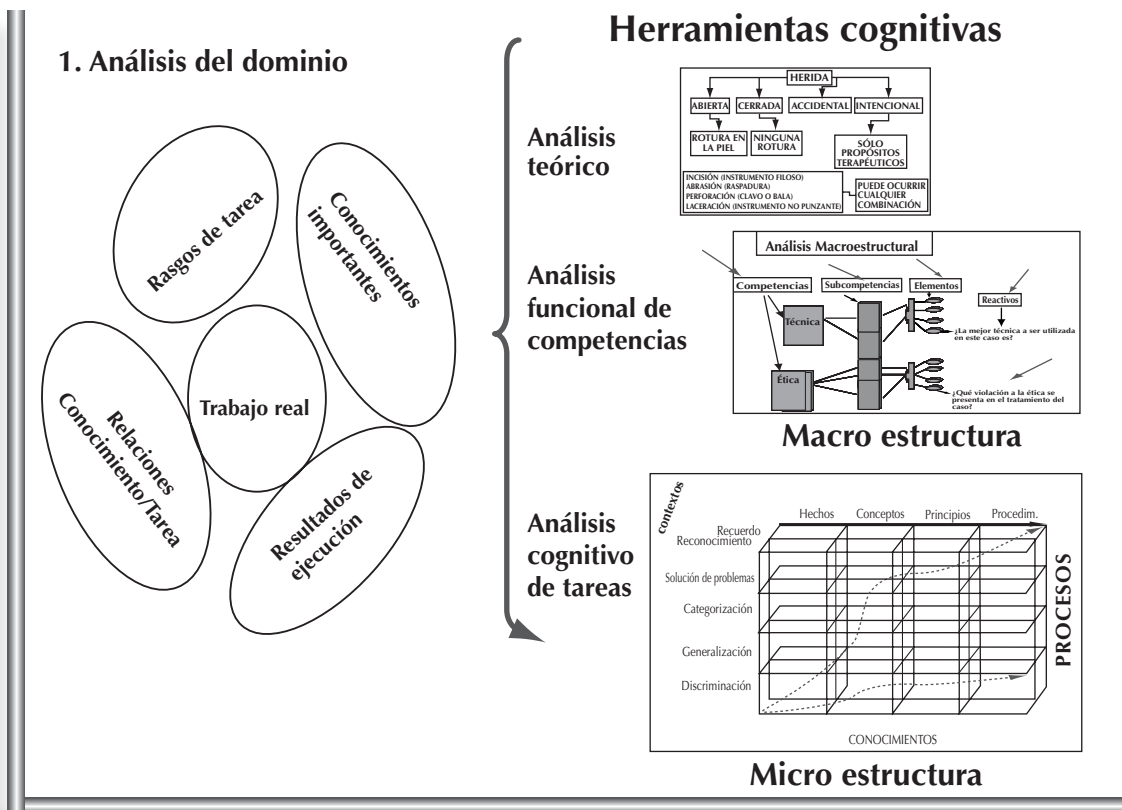 Herramientas cognitivas
1. Análisis del dominio
Rasgos de tarea
Conocimientos
importantes
Trabajo real
Relaciones
Conocimiento/Tarea
Resultados de
ejecución
Análisis
teórico
HERIDA
ABIERTA
CERRADA
ACCIDENTAL
INTENCIONAL
ROTURA EN
LA PIEL
NINGUNA
ROTURA
SÓLO
PROPÓSITOS
TERAPÉUTICOS
INCISIÓN (INSTRUMENTO FILOSO)
ABRASIÓN (RASPADURA)
PERFORACIÓN (CLAVO O BALA)
LACERACIÓN (INSTRUMENTO NO PUNZANTE)
PUEDE OCURRIR
CUALQUIER
COMBINACIÓN
Análisis
funcional de
competencias
Análisis Macroestructural
Competencias
Subcompetencias
Elementos
Reactivos
Técnica
¿La mejor técnica a ser utilizada
en este caso es?
Ética
¿Qué violación a la ética se
presenta en el tratamiento del
caso?
Macro estructura
Análisis
cognitivo
de tareas
contextos
Hechos
Conceptos
Principios
Procedim.
Recuerdo
Reconocimiento
Solución de problemas
Categorización
Generalización
Discriminación
PROCESOS
CONOCIMIENTOS
Micro estructura